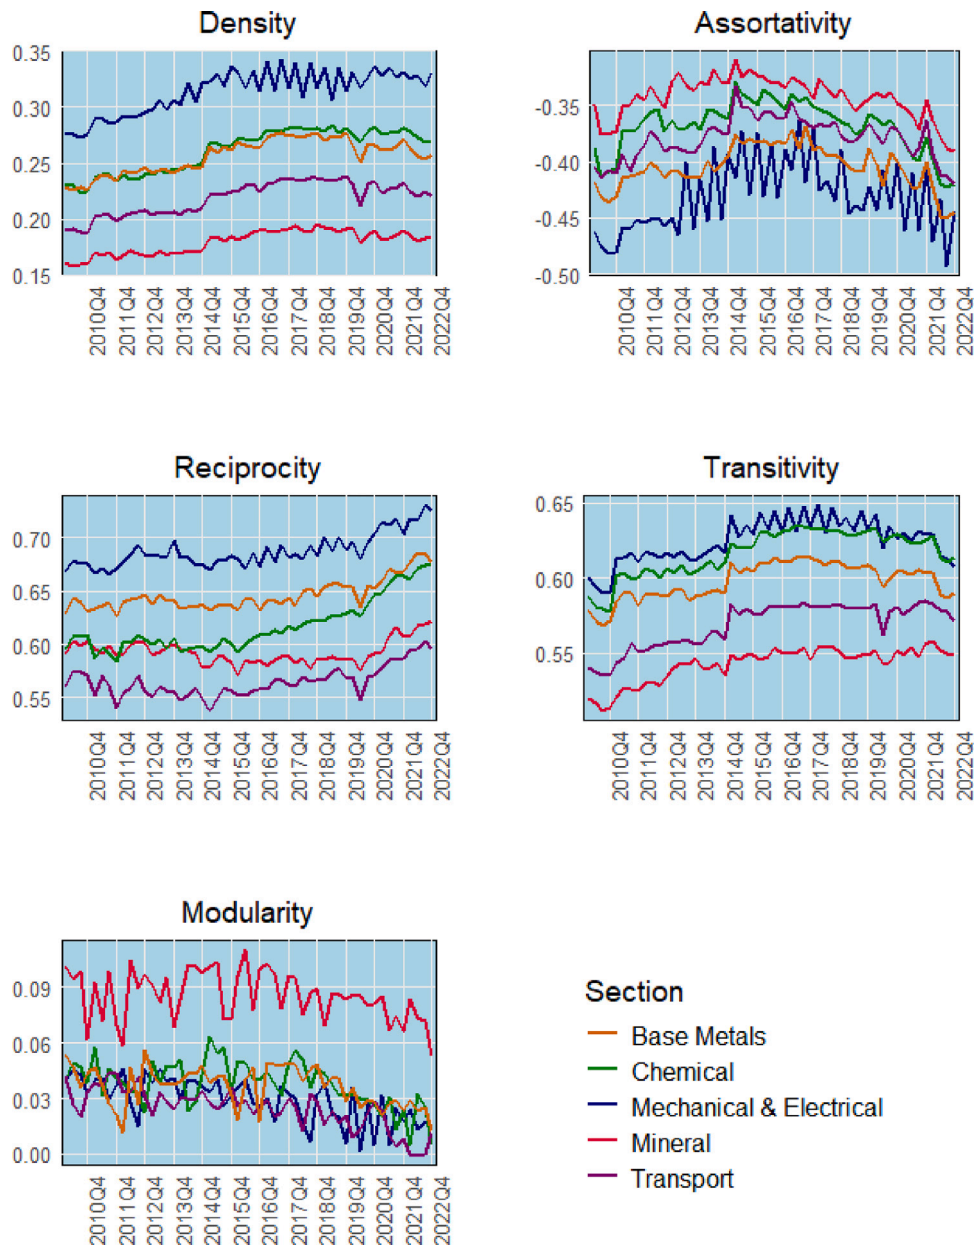 Density
0.35
0.30
0.25
0.20
0.15
2010Q4
2011Q4
2012Q4
2013Q4
2014Q4
2015Q4
2016Q4
2017Q4
2018Q4
2019Q4
2020Q4
2021Q4
2022Q4
Assortativity
-0.35
-0.40
-0.45
-0.50
2010Q4
2011Q4
2012Q4
2013Q4
2014Q4
2015Q4
2016Q4
2017Q4
2018Q4
2019Q4
2020Q4
2021Q4
2022Q4
Reciprocity
0.70
0.65
0.60
0.55
2010Q4
2011Q4
2012Q4
2013Q4
2014Q4
2015Q4
2016Q4
2017Q4
2018Q4
2019Q4
2020Q4
2021Q4
2022Q4
Transitivity
0.65
0.60
0.55
2010Q4
2011Q4
2012Q4
2013Q4
2014Q4
2015Q4
2016Q4
2017Q4
2018Q4
2019Q4
2020Q4
2021Q4
2022Q4
Modularity
0.09
0.06
0.03
0.00
2010Q4
2011Q4
2012Q4
2013Q4
2014Q4
2015Q4
2016Q4
2017Q4
2018Q4
2019Q4
2020Q4
2021Q4
2022Q4
Section
Base Metals
Chemical
Mechanical & Electrical
Mineral
Transport